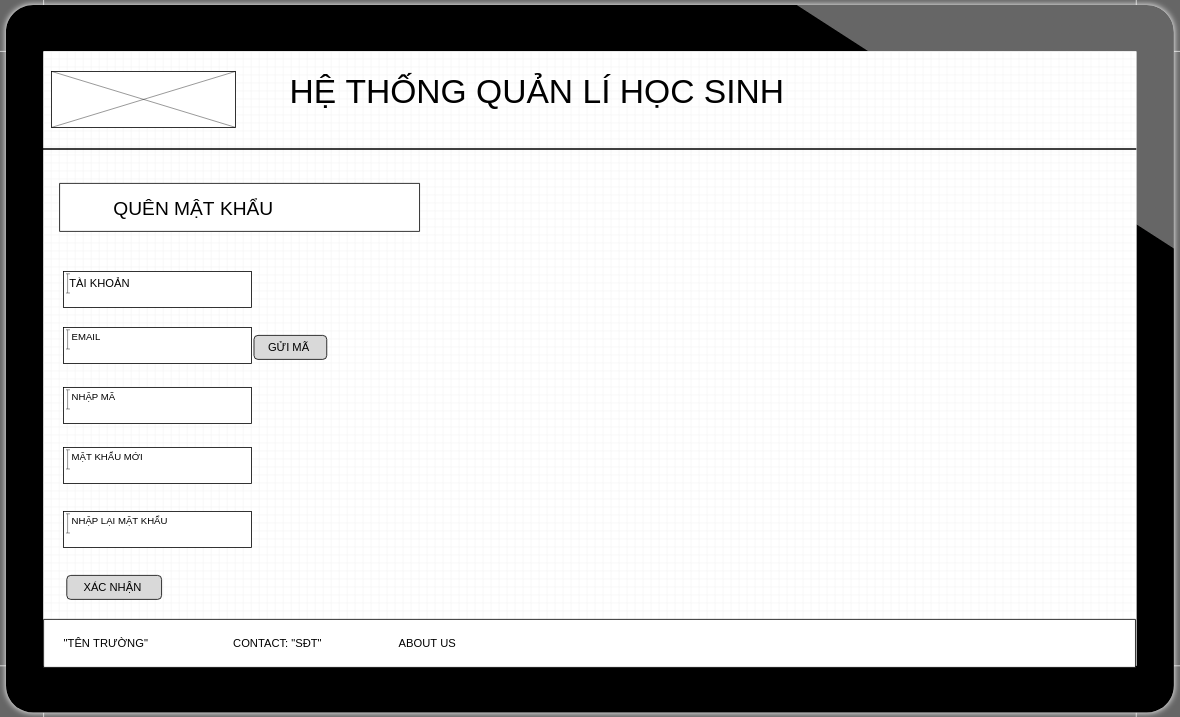 HỆ THỐNG QUẢN LÍ HỌC SINH
QUÊN MẬT KHẨU
TÀI KHOẢN
EMAIL
GỬI MÃ
NHẬP MÃ
MẬT KHẨU MỚI
NHẬP LẠI MẬT KHẨU
XÁC NHẬN
"TÊN TRƯỜNG" CONTACT: "SĐT" ABOUT US